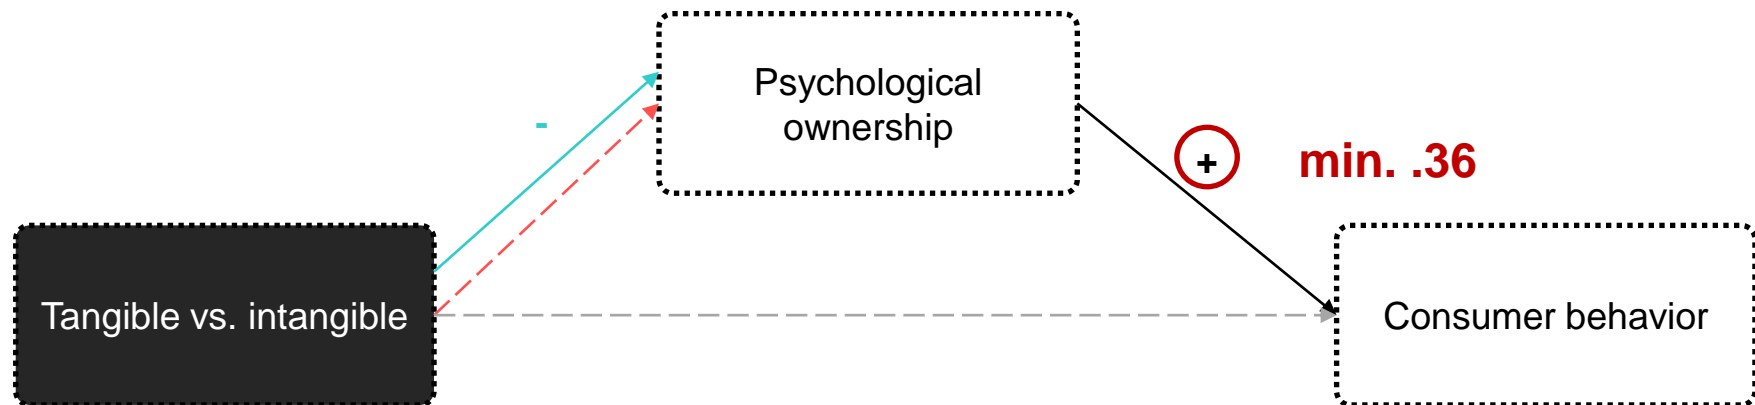 Psychological
ownership
-
+
min. .36
Tangible vs. intangible
Consumer behavior